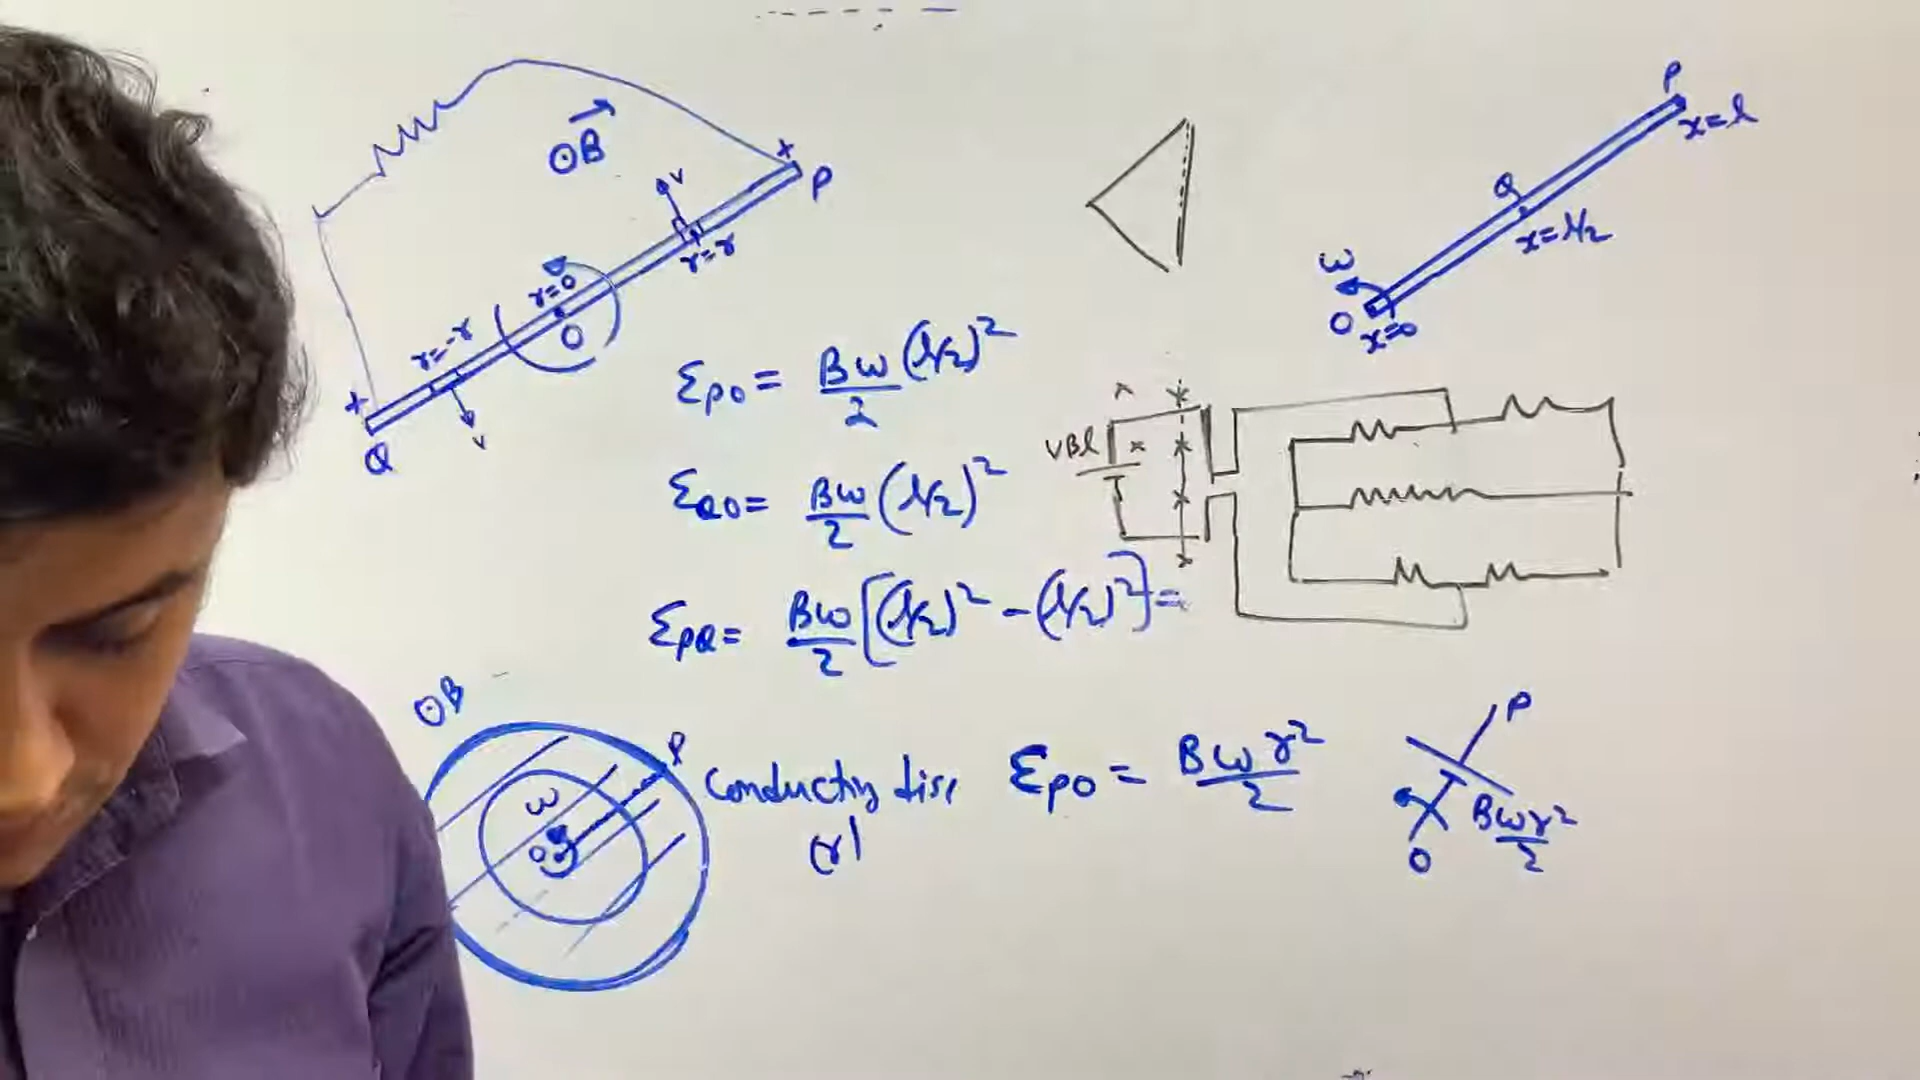 ⊙B⃗
+
P
v
r=r
r=0
O
r=-r
+
Q
v
P
x=l
Q
x=l/2
ω
O
x=0
ε_PO = Bω/2 (l/2)²
ε_QO = Bω/2 (l/2)²
ε_PQ = Bω/2 [(l/2)² - (l/2)²] =
vBl
⊙B
P
ω
O
Conducting disc
(r)
ε_PO = Bωr²/2
P
Bωr²/2
O